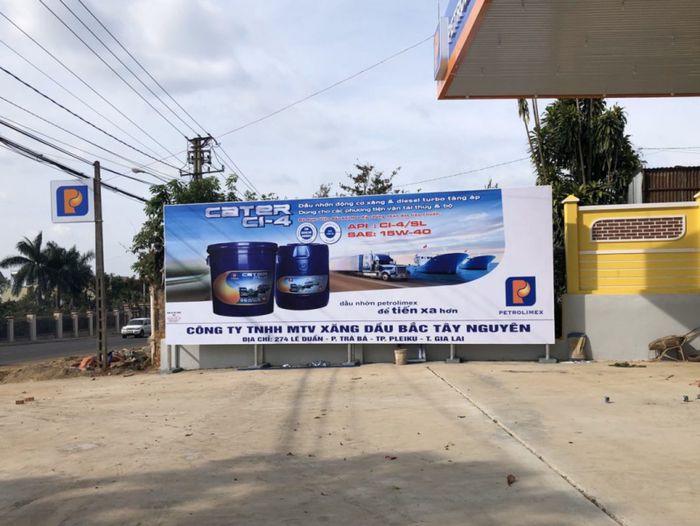 CATER
CI-4
Dầu nhờn động cơ xăng & diesel turbo tăng áp
Dùng cho các phương tiện vận tải thủy & bộ
API : CI-4/SL
SAE: 15W-40
CATER
dầu nhờn petrolimex
để tiến xa hơn
PETROLIMEX
CÔNG TY TNHH MTV XĂNG DẦU BẮC TÂY NGUYÊN
ĐỊA CHỈ: 274 LÊ DUẨN - P. TRÀ BÁ - TP. PLEIKU - T. GIA LAI